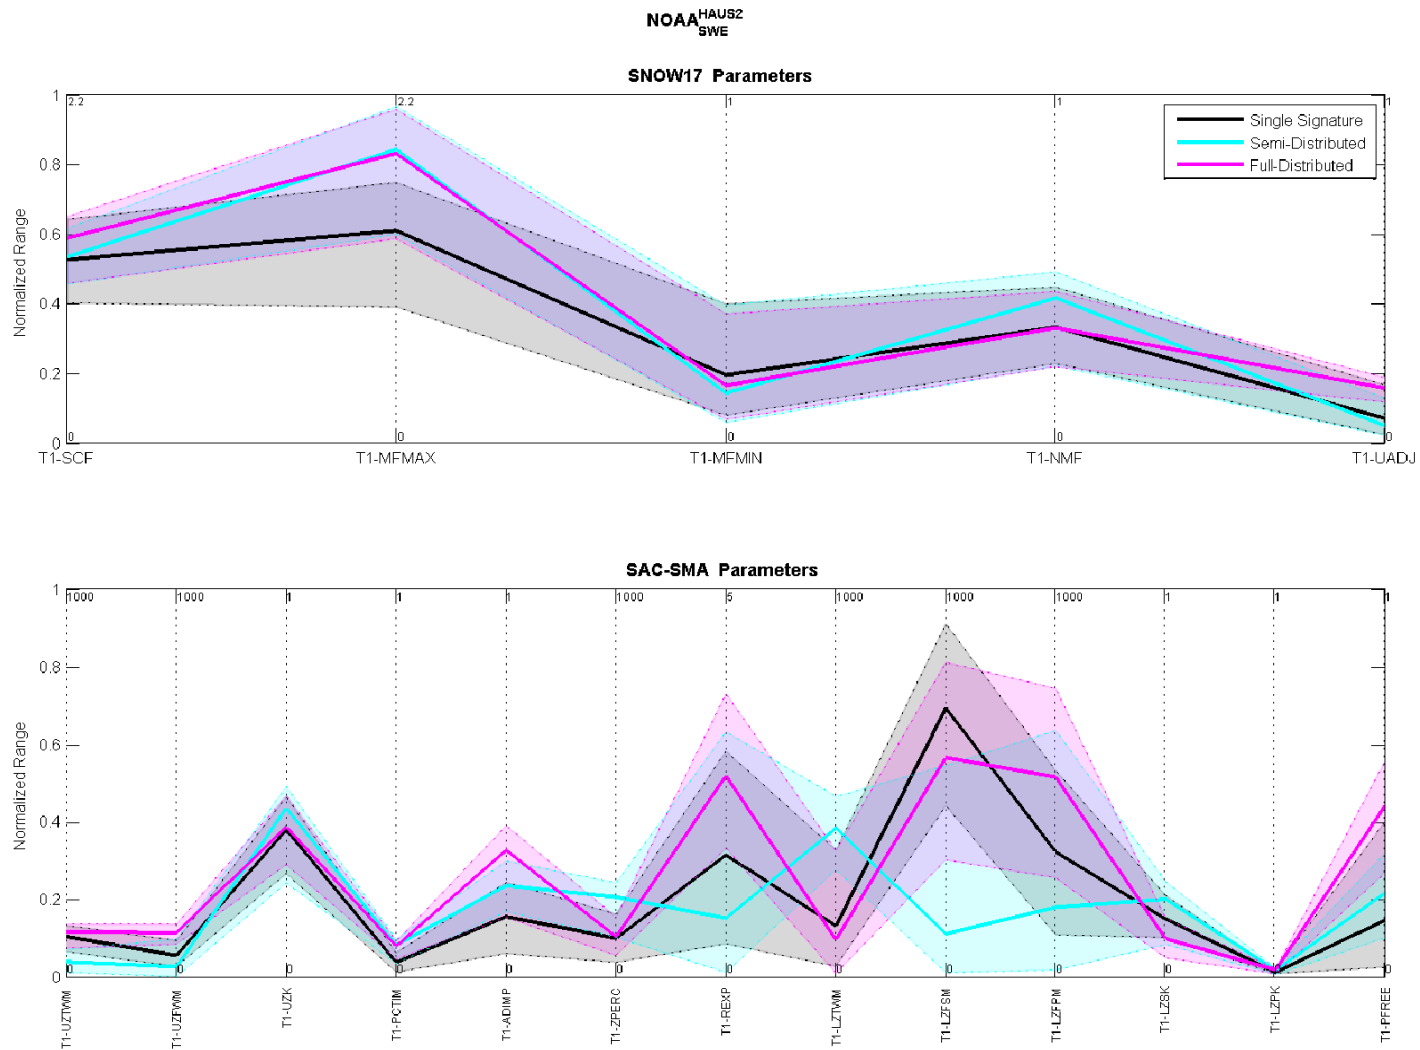 NOAA HAUS2 SWE
SNOW17 Parameters
1
2.2
2.2
1
1
1
Single Signature
Semi-Distributed
Full-Distributed
0.8
0.6
0.4
0.2
0
0
0
0
0
0
Normalized Range
T1-SCF
T1-MFMAX
T1-MFMIN
T1-NMF
T1-UADJ
SAC-SMA Parameters
1
1000
1000
1
1
1
1000
5
1000
1000
1000
1
1
1
0.8
0.6
0.4
0.2
0
0
0
0
0
0
0
0
0
0
0
0
0
0
Normalized Range
T1-UZTWM
T1-UZFWM
T1-UZK
T1-PCTIM
T1-ADIMP
T1-ZPERC
T1-REXP
T1-LZTWM
T1-LZFSM
T1-LZFPM
T1-LZSK
T1-LZPK
T1-PFREE